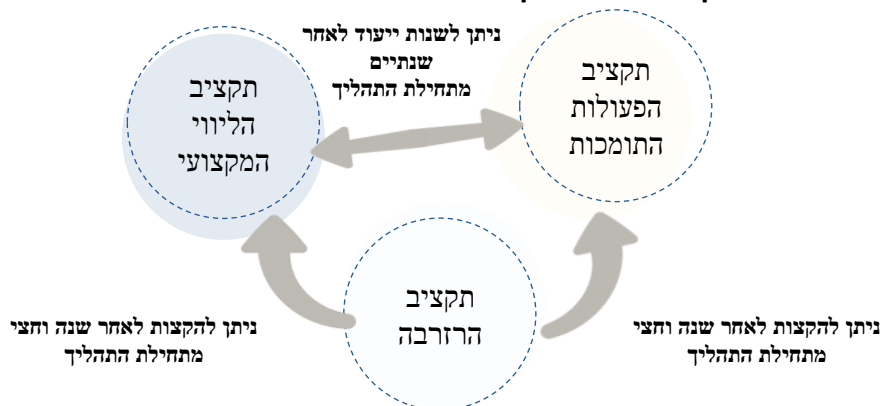 ניתן לשנות ייעוד לאחר
שנתיים
מתחילת התהליך
תקציב
הפעולות
התומכות
תקציב
הליווי
המקצועי
תקציב
הרזרבה
ניתן להקצות לאחר שנה וחצי
מתחילת התהליך
ניתן להקצות לאחר שנה וחצי
מתחילת התהליך